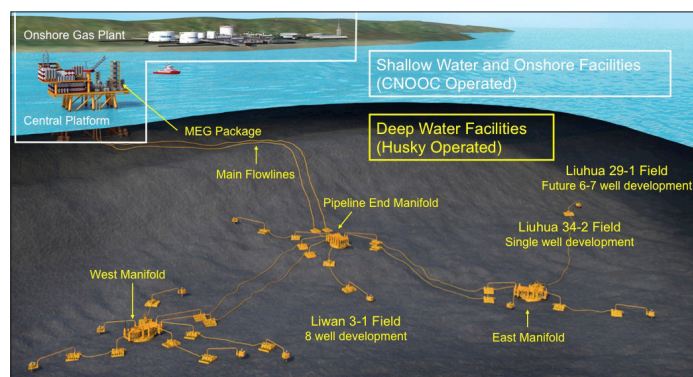 Onshore Gas Plant
Shallow Water and Onshore Facilities
(CNOOC Operated)
Central Platform
MEG Package
Deep Water Facilities
(Husky Operated)
Main Flowlines
Liuhua 29-1 Field
Future 6-7 well development
Pipeline End Manifold
Liuhua 34-2 Field
Single well development
West Manifold
Liwan 3-1 Field
8 well development
East Manifold